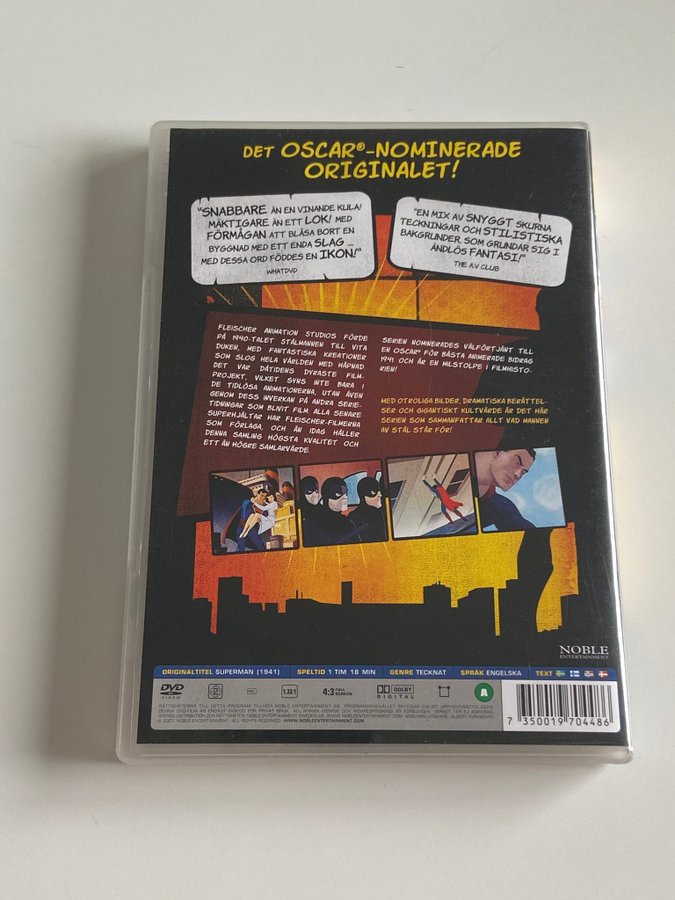 DET OSCAR®-NOMINERADE
ORIGINALET!
"SNABBARE ÄN EN VINANDE KULA!
MÄKTIGARE ÄN ETT LOK! MED
FÖRMÅGAN ATT BLÅSA BORT EN
BYGGNAD MED ETT ENDA SLAG ...
MED DESSA ORD FÖDDES EN IKON!"
WHATDVD
"EN MIX AV SNYGGT SKURNA
TECKNINGAR OCH STILISTISKA
BAKGRUNDER, SOM GRUNDAR SIG I
ÄNDLÖS FANTASI!"
THE A.V CLUB
FLEISCHER ANIMATION STUDIOS FÖRDE
PÅ 1940-TALET STÅLMANNEN TILL VITA
DUKEN, MED FANTASTISKA KREATIONER
SOM SLOG HELA VÄRLDEN MED HÄPNAD
DET VAR DÅTIDENS DYRASTE FILM-
PROJEKT, VILKET SYNS INTE BARA I
DE TIDLÖSA ANIMATIONERNA, UTAN ÄVEN
GENOM DESS INVERKAN PÅ ANDRA SERIE-
TIDNINGAR SOM BLIVIT FILM. ALLA SENARE
SUPERHJÄLTAR HAR FLEISCHER-FILMERNA
SOM FÖRLAGA, OCH ÄN IDAG HÅLLER
DENNA SAMLING HÖGSTA KVALITET OCH
ETT ÄN HÖGRE SAMLARVÄRDE.
SERIEN NOMINERADES VÄLFÖRTJÄNT TILL
EN OSCAR® FÖR BÄSTA ANIMERADE BIDRAG
1941 OCH ÄR EN MILSTOLPE I FILMHISTO-
RIEN!
MED OTROLIGA BILDER, DRAMATISKA BERÄTTEL-
SER OCH GIGANTISKT KULTVÄRDE ÄR DET HÄR
SERIEN SOM SAMMANFATTAR ALLT VAD MANNEN
AV STÅL STÅR FÖR!
NOBLE
ENTERTAINMENT
ORIGINALTITEL SUPERMAN (1941) SPELTID 1 TIM 18 MIN GENRE TECKNAT SPRÅK ENGELSKA TEXT
DVD VIDEO 1.33:1 4:3 FULL SCREEN DOLBY DIGITAL A
© 2007 NOBLE ENTERTAINMENT AB. ALL RIGHTS RESERVED. WWW.NOBLEENTERTAINMENT.COM
7 350019 704486